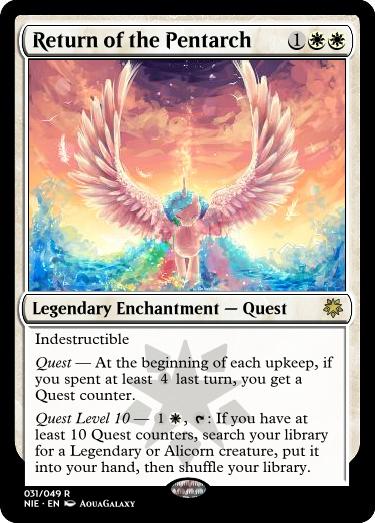 Return of the Pentarch 1
Legendary Enchantment — Quest
Indestructible
Quest — At the beginning of each upkeep, if
you spent at least 4 last turn, you get a
Quest counter.
Quest Level 10 — 1 , : If you have at
least 10 Quest counters, search your library
for a Legendary or Alicorn creature, put it
into your hand, then shuffle your library.
031/049 R
NIE · EN AquaGalaxy